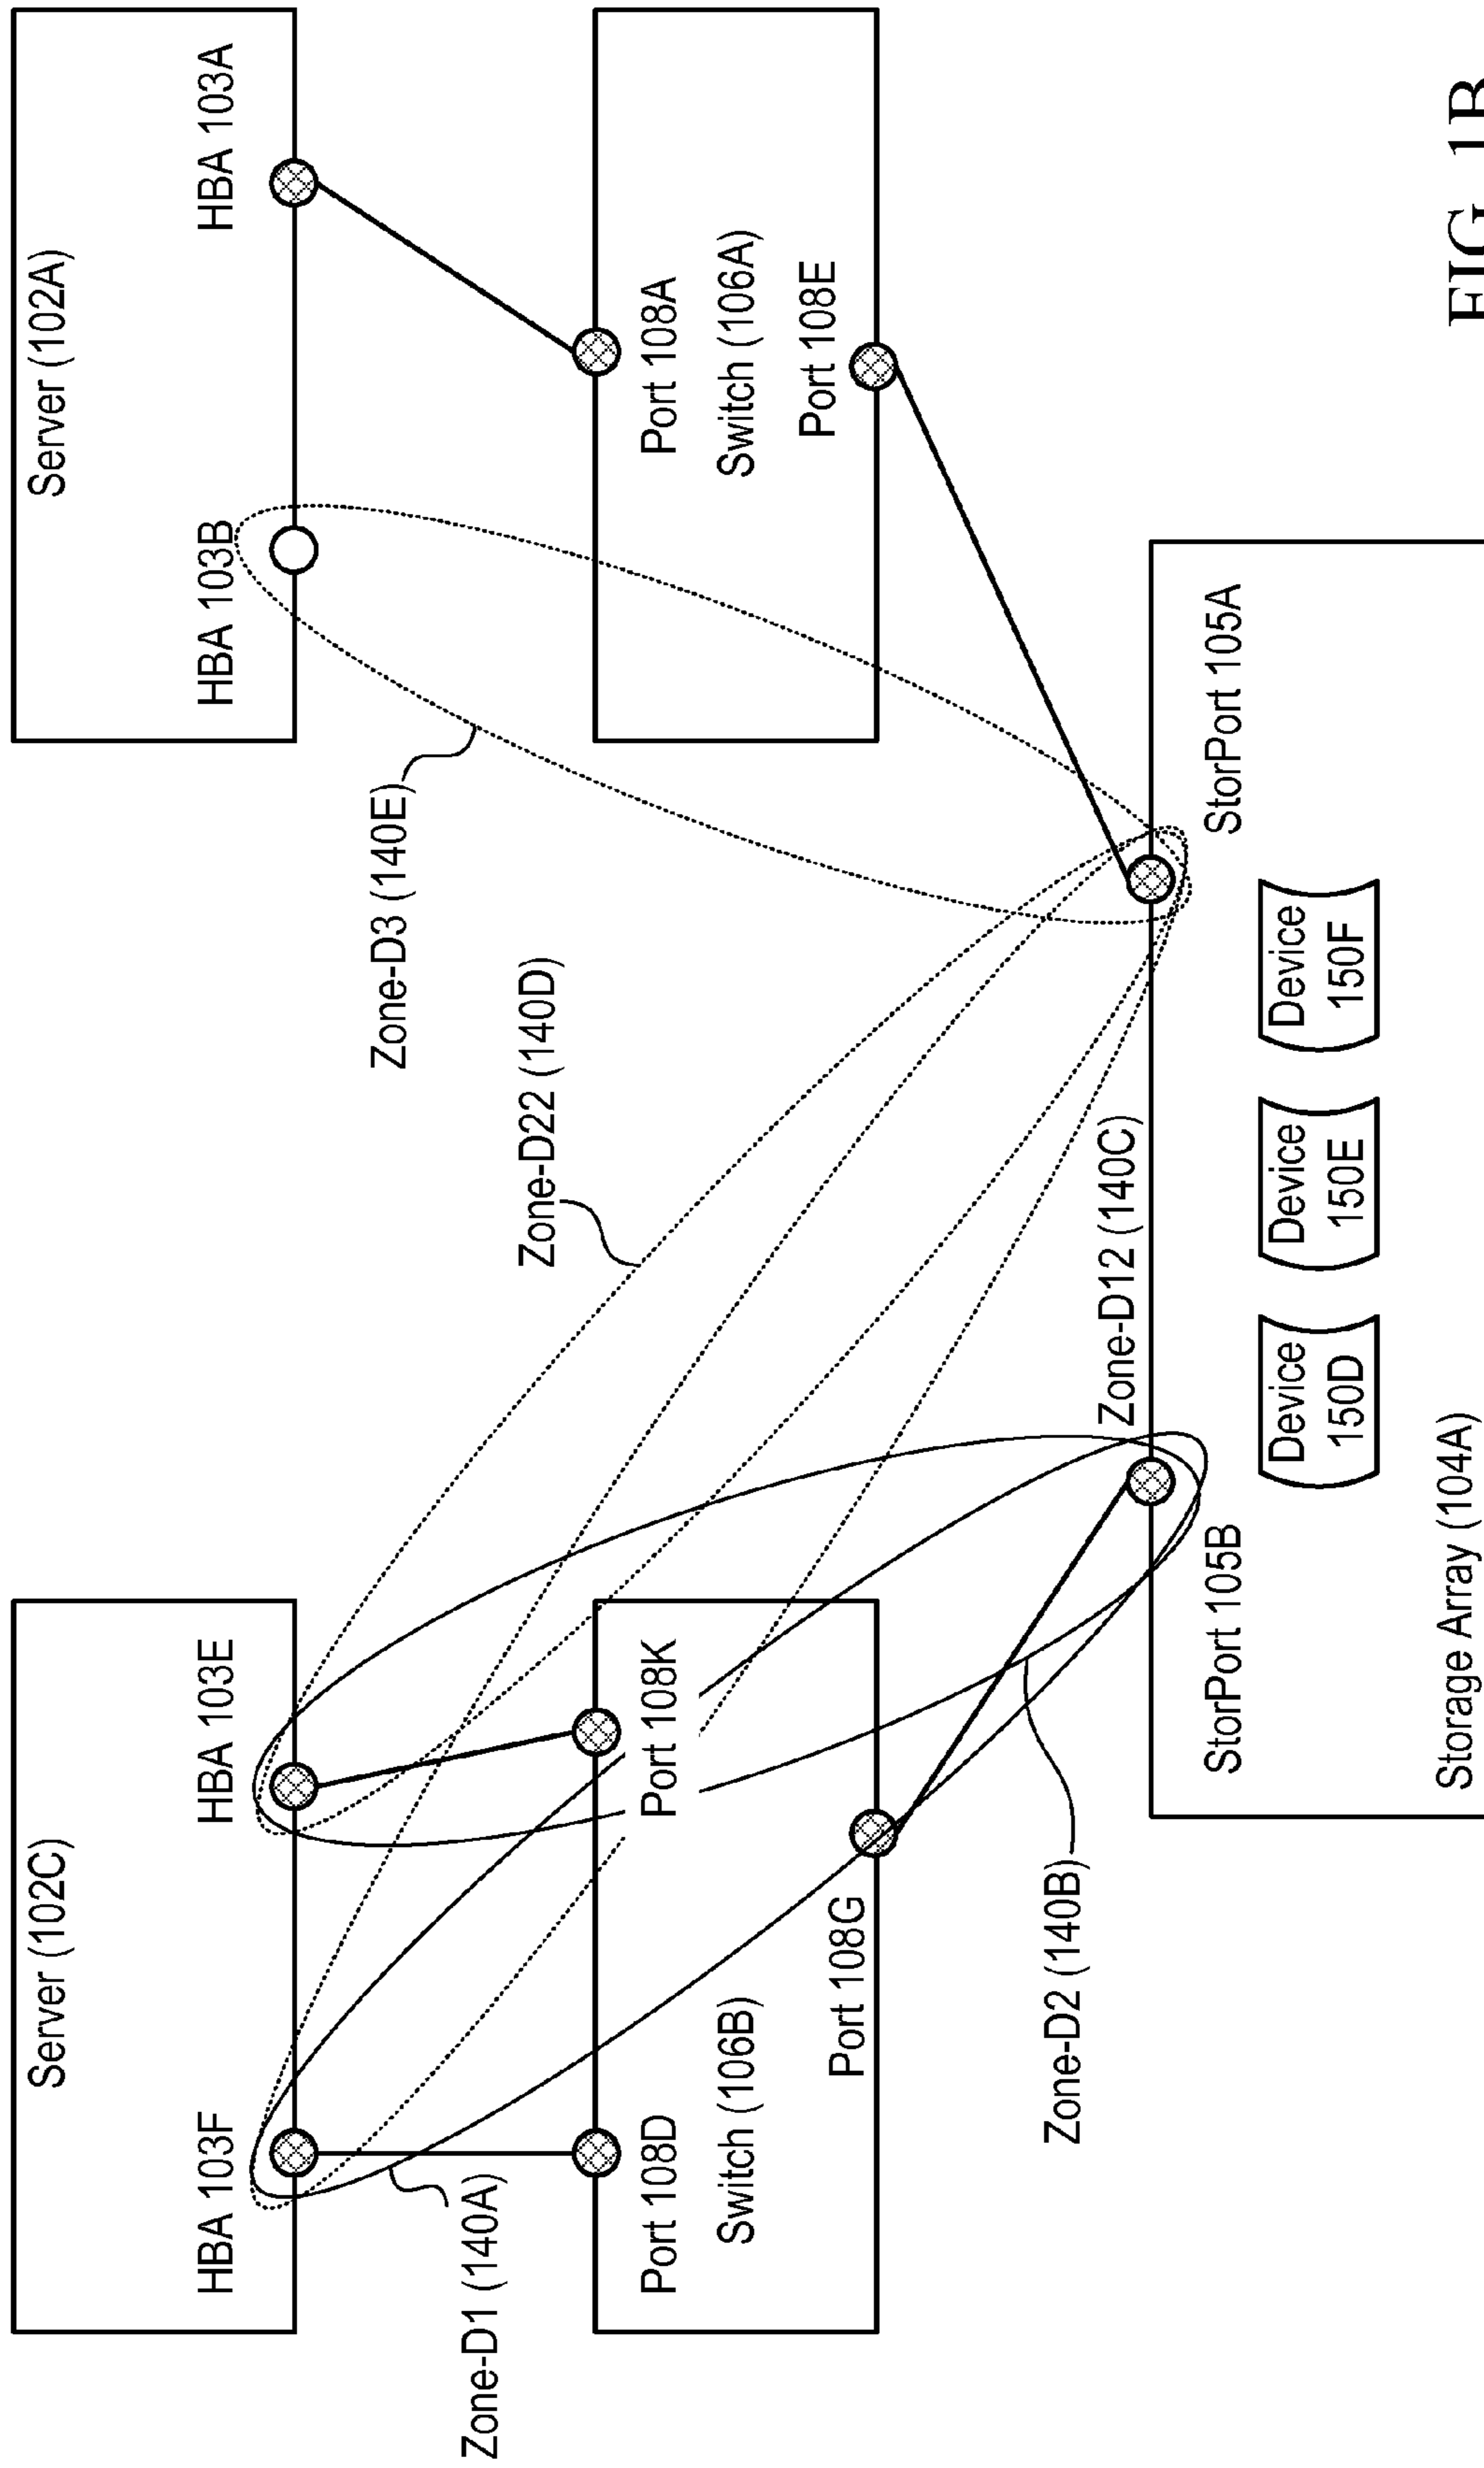 Server (102C)
Server (102A)
HBA 103F
HBA 103E
HBA 103B
HBA 103A
Zone-D3 (140E)
Zone-D1 (140A)
Zone-D22 (140D)
Port 108D
Port 108K
Port 108A
Switch (106B)
Switch (106A)
Port 108G
Port 108E
Zone-D2 (140B)
Zone-D12 (140C)
StorPort 105B
StorPort 105A
Device
150D
Device
150E
Device
150F
Storage Array (104A)
FIG. 1B